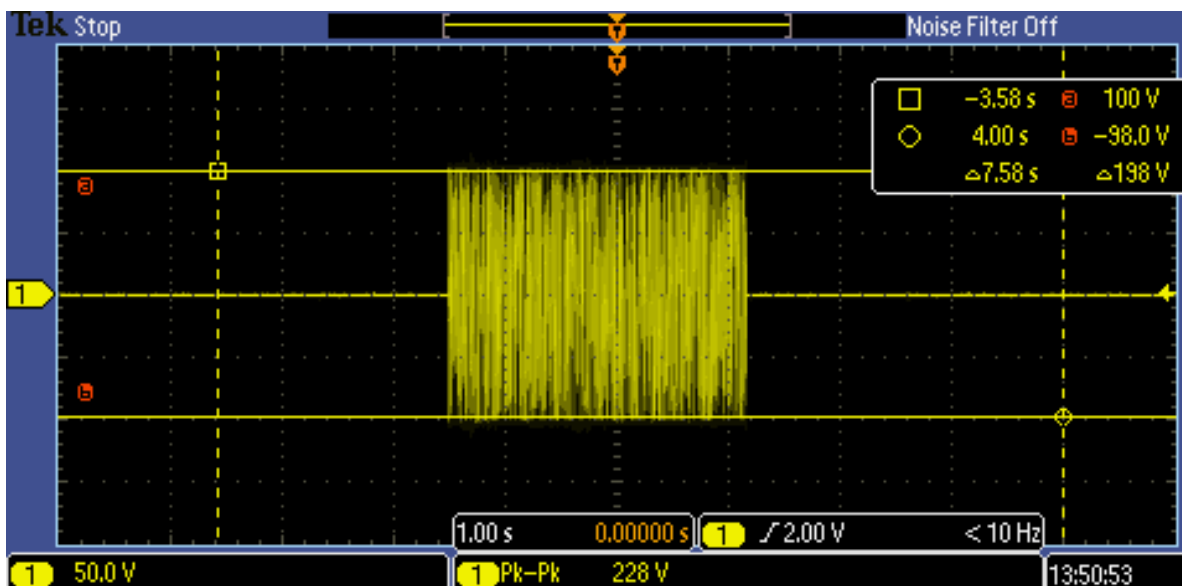 Tek Stop Noise Filter Off
T
T
□ −3.58 s a 100 V
○ 4.00 s b −98.0 V
△7.58 s △198 V
a
1
b
1.00 s 0.00000 s 1 ∫ 2.00 V < 10 Hz
1 50.0 V 1 Pk−Pk 228 V 13:50:53